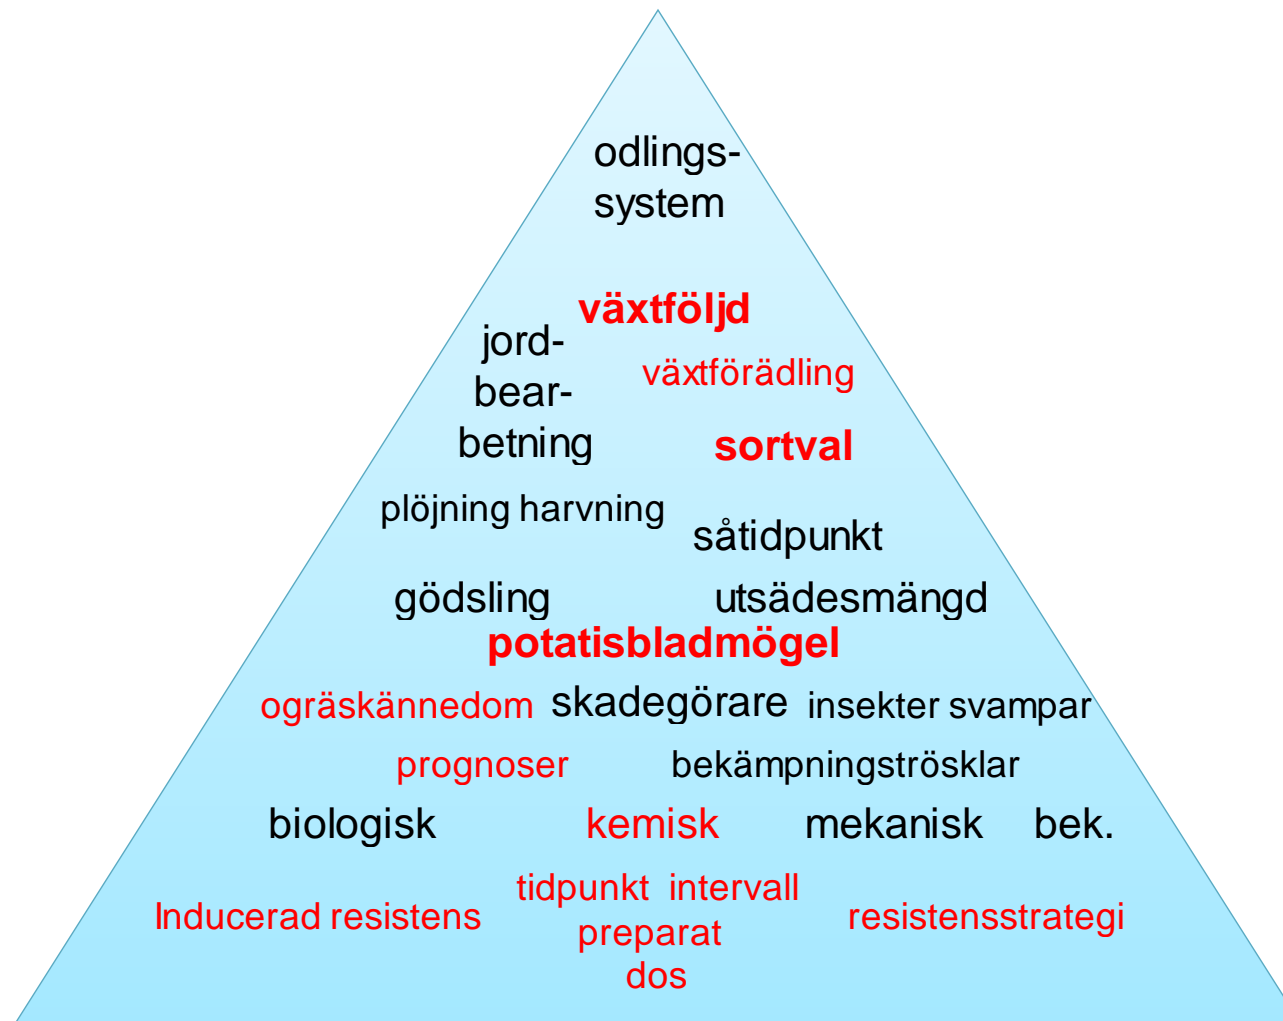 odlings-
system
växtföljd
jord-
bear-
betning
växtförädling
sortval
plöjning harvning
såtidpunkt
gödsling utsädesmängd
potatisbladmögel
ogräskännedom skadegörare insekter svampar
prognoser bekämpningströsklar
biologisk kemisk mekanisk bek.
tidpunkt intervall
Inducerad resistens preparat resistensstrategi
dos